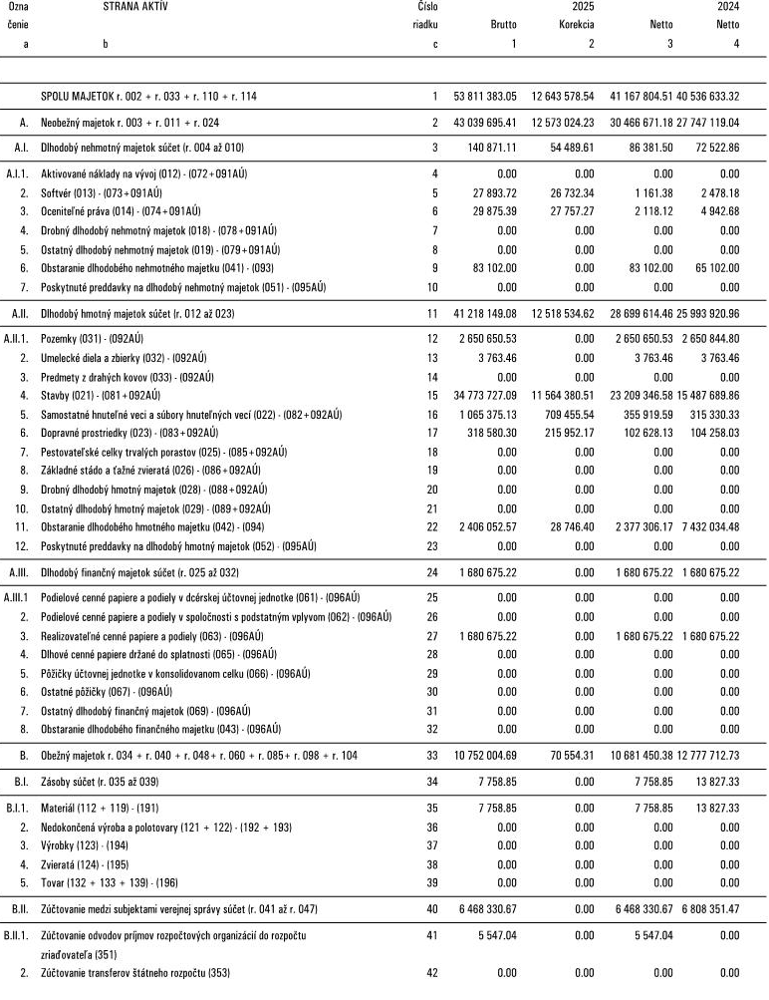 Ozna STRANA AKTÍV Číslo 2025 2024
čenie riadku Brutto Korekcia Netto Netto
a b c 1 2 3 4
SPOLU MAJETOK r. 002 + r. 033 + r. 110 + r. 114 1 53 811 383.05 12 643 578.54 41 167 804.51 40 536 633.32
A. Neobežný majetok r. 003 + r. 011 + r. 024 2 43 039 695.41 12 573 024.23 30 466 671.18 27 747 119.04
A.I. Dlhodobý nehmotný majetok súčet (r. 004 až 010) 3 140 871.11 54 489.61 86 381.50 72 522.86
A.I.1. Aktivované náklady na vývoj (012) - (072+091AÚ) 4 0.00 0.00 0.00 0.00
2. Softvér (013) - (073+091AÚ) 5 27 893.72 26 732.34 1 161.38 2 478.18
3. Oceniteľné práva (014) - (074+091AÚ) 6 29 875.39 27 757.27 2 118.12 4 942.68
4. Drobný dlhodobý nehmotný majetok (018) - (078+091AÚ) 7 0.00 0.00 0.00 0.00
5. Ostatný dlhodobý nehmotný majetok (019) - (079+091AÚ) 8 0.00 0.00 0.00 0.00
6. Obstaranie dlhodobého nehmotného majetku (041) - (093) 9 83 102.00 0.00 83 102.00 65 102.00
7. Poskytnuté preddavky na dlhodobý nehmotný majetok (051) - (095AÚ) 10 0.00 0.00 0.00 0.00
A.II. Dlhodobý hmotný majetok súčet (r. 012 až 023) 11 41 218 149.08 12 518 534.62 28 699 614.46 25 993 920.96
A.II.1. Pozemky (031) - (092AÚ) 12 2 650 650.53 0.00 2 650 650.53 2 650 844.80
2. Umelecké diela a zbierky (032) - (092AÚ) 13 3 763.46 0.00 3 763.46 3 763.46
3. Predmety z drahých kovov (033) - (092AÚ) 14 0.00 0.00 0.00 0.00
4. Stavby (021) - (081+092AÚ) 15 34 773 727.09 11 564 380.51 23 209 346.58 15 487 689.86
5. Samostatné hnuteľné veci a súbory hnuteľných vecí (022) - (082+092AÚ) 16 1 065 375.13 709 455.54 355 919.59 315 330.33
6. Dopravné prostriedky (023) - (083+092AÚ) 17 318 580.30 215 952.17 102 628.13 104 258.03
7. Pestovateľské celky trvalých porastov (025) - (085+092AÚ) 18 0.00 0.00 0.00 0.00
8. Základné stádo a ťažné zvieratá (026) - (086+092AÚ) 19 0.00 0.00 0.00 0.00
9. Drobný dlhodobý hmotný majetok (028) - (088+092AÚ) 20 0.00 0.00 0.00 0.00
10. Ostatný dlhodobý hmotný majetok (029) - (089+092AÚ) 21 0.00 0.00 0.00 0.00
11. Obstaranie dlhodobého hmotného majetku (042) - (094) 22 2 406 052.57 28 746.40 2 377 306.17 7 432 034.48
12. Poskytnuté preddavky na dlhodobý hmotný majetok (052) - (095AÚ) 23 0.00 0.00 0.00 0.00
A.III. Dlhodobý finančný majetok súčet (r. 025 až 032) 24 1 680 675.22 0.00 1 680 675.22 1 680 675.22
A.III.1 Podielové cenné papiere a podiely v dcérskej účtovnej jednotke (061) - (096AÚ) 25 0.00 0.00 0.00 0.00
2. Podielové cenné papiere a podiely v spoločnosti s podstatným vplyvom (062) - (096AÚ) 26 0.00 0.00 0.00 0.00
3. Realizovateľné cenné papiere a podiely (063) - (096AÚ) 27 1 680 675.22 0.00 1 680 675.22 1 680 675.22
4. Dlhové cenné papiere držané do splatnosti (065) - (096AÚ) 28 0.00 0.00 0.00 0.00
5. Pôžičky účtovnej jednotke v konsolidovanom celku (066) - (096AÚ) 29 0.00 0.00 0.00 0.00
6. Ostatné pôžičky (067) - (096AÚ) 30 0.00 0.00 0.00 0.00
7. Ostatný dlhodobý finančný majetok (069) - (096AÚ) 31 0.00 0.00 0.00 0.00
8. Obstaranie dlhodobého finančného majetku (043) - (096AÚ) 32 0.00 0.00 0.00 0.00
B. Obežný majetok r. 034 + r. 040 + r. 048+ r. 060 + r. 085+ r. 098 + r. 104 33 10 752 004.69 70 554.31 10 681 450.38 12 777 712.73
B.I. Zásoby súčet (r. 035 až 039) 34 7 758.85 0.00 7 758.85 13 827.33
B.I.1. Materiál (112 + 119) - (191) 35 7 758.85 0.00 7 758.85 13 827.33
2. Nedokončená výroba a polotovary (121 + 122) - (192 + 193) 36 0.00 0.00 0.00 0.00
3. Výrobky (123) - (194) 37 0.00 0.00 0.00 0.00
4. Zvieratá (124) - (195) 38 0.00 0.00 0.00 0.00
5. Tovar (132 + 133 + 139) - (196) 39 0.00 0.00 0.00 0.00
B.II. Zúčtovanie medzi subjektami verejnej správy súčet (r. 041 až r. 047) 40 6 468 330.67 0.00 6 468 330.67 6 808 351.47
B.II.1. Zúčtovanie odvodov príjmov rozpočtových organizácií do rozpočtu 41 5 547.04 0.00 5 547.04 0.00
zriaďovateľa (351)
2. Zúčtovanie transferov štátneho rozpočtu (353) 42 0.00 0.00 0.00 0.00